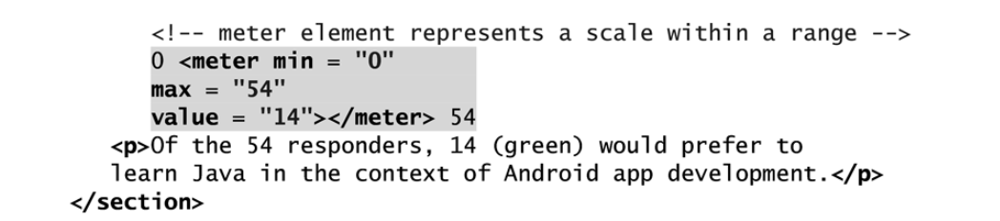 <!-- meter element represents a scale within a range -->
0 <meter min = "0"
max = "54"
value = "14"></meter> 54
<p>Of the 54 responders, 14 (green) would prefer to
learn Java in the context of Android app development.</p>
</section>